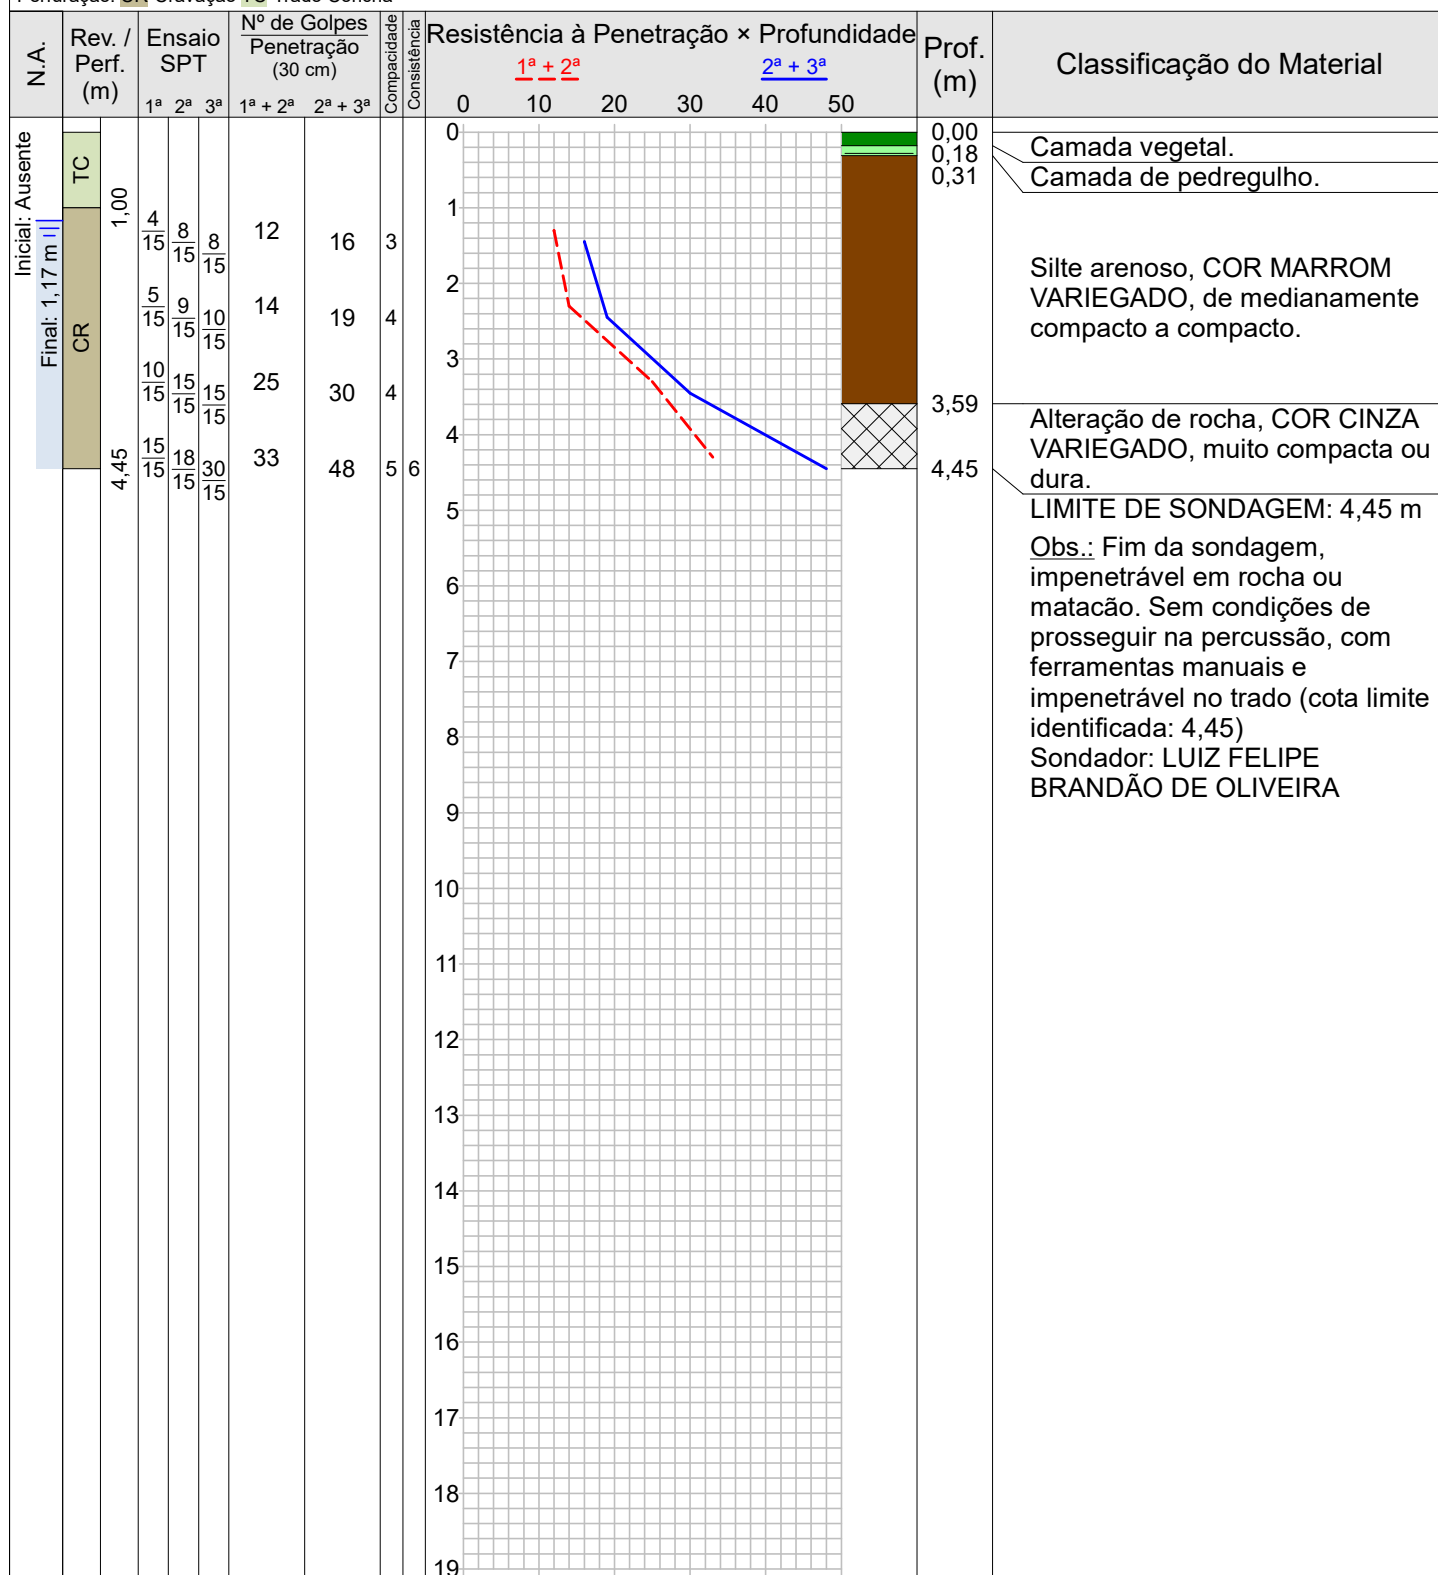 Perfuração: CR-Cravação TC-Trado Concha
N.A.
Rev. /
Perf.
(m)
Ensaio
SPT
1ª 2ª 3ª
Nº de Golpes
Penetração
(30 cm)
1ª + 2ª 2ª + 3ª
Compacidade
Consistência
Resistência à Penetração × Profundidade
1ª + 2ª 2ª + 3ª
0 10 20 30 40 50
Prof.
(m)
Classificação do Material
Inicial: Ausente
Final: 1,17 m
TC
CR
1,00
4,45
4/15 8/15 8/15 12 16 3
5/15 9/15 10/15 14 19 4
10/15 15/15 15/15 25 30 4
15/15 18/15 30/15 33 48 5 6
0
1
2
3
4
5
6
7
8
9
10
11
12
13
14
15
16
17
18
19
0,00
0,18
0,31
3,59
4,45
Camada vegetal.
Camada de pedregulho.
Silte arenoso, COR MARROM
VARIEGADO, de medianamente
compacto a compacto.
Alteração de rocha, COR CINZA
VARIEGADO, muito compacta ou
dura.
LIMITE DE SONDAGEM: 4,45 m
Obs.: Fim da sondagem,
impenetrável em rocha ou
matacão. Sem condições de
prosseguir na percussão, com
ferramentas manuais e
impenetrável no trado (cota limite
identificada: 4,45)
Sondador: LUIZ FELIPE
BRANDÃO DE OLIVEIRA